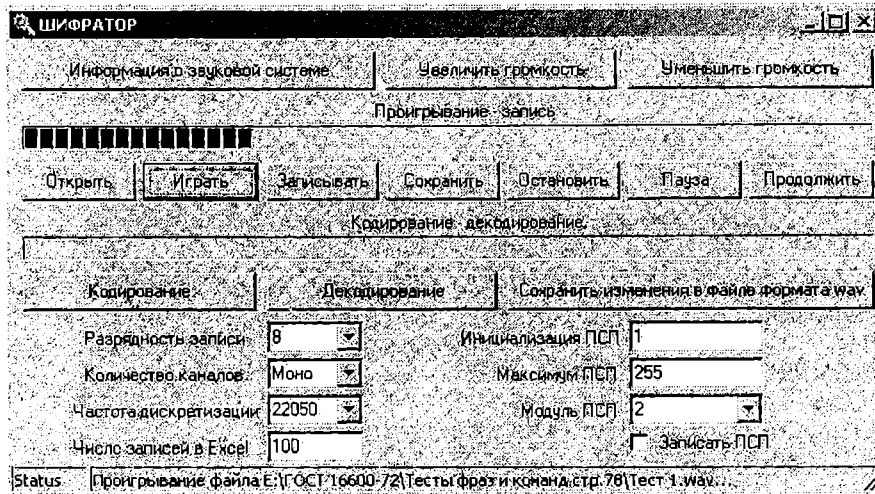 ШИФРАТОР
Информация о звуковой системе Увеличить громкость Уменьшить громкость
Проигрывание - запись
Открыть Играть Записывать Сохранить Остановить Пауза Продолжить
Кодирование - декодирование
Кодирование Декодирование Сохранить изменения в файле формата wav
Разрядность записи 8 Инициализация ПСП 1
Количество каналов Моно Максимум ПСП 255
Частота дискретизации 22050 Модуль ПСП 2
Число записей в Excel 100 Записать ПСП
Status Проигрывание файла E:\ГОСТ 16600-72\Тесты фраз и команд, стр. 78\Тест 1.wav...